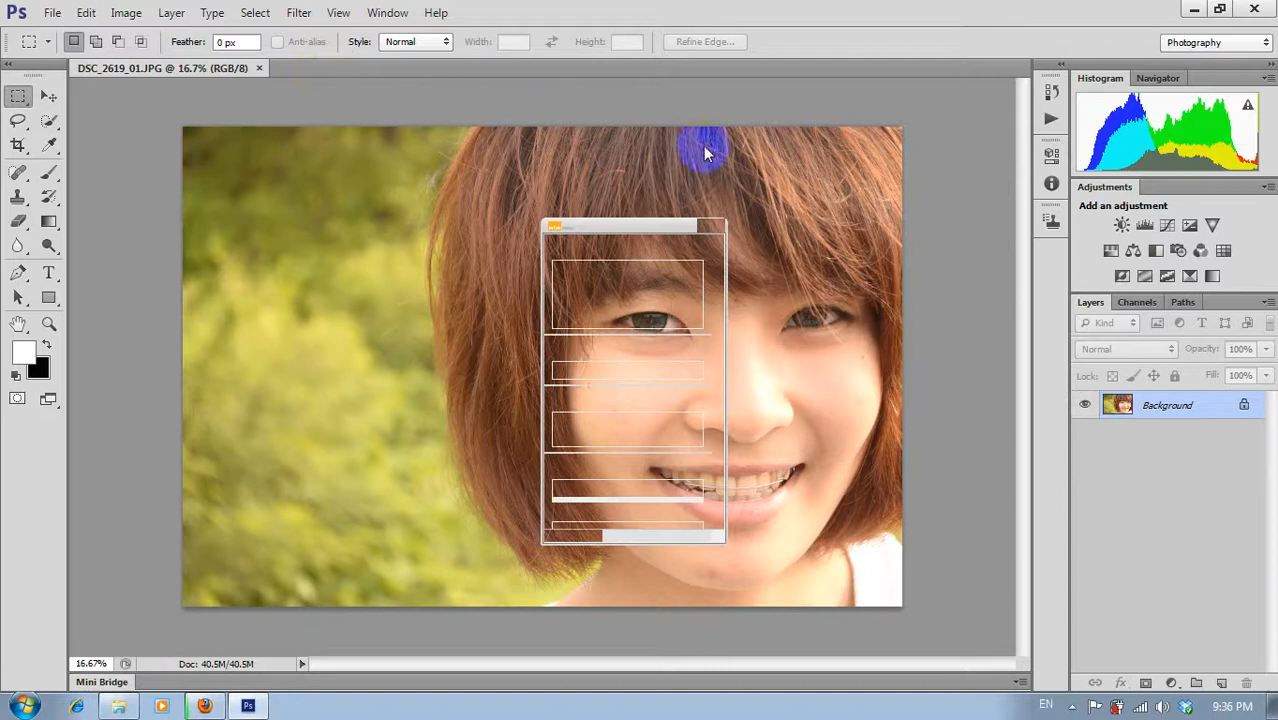 Ps File Edit Image Layer Type Select Filter View Window Help
Feather: 0 px Anti-alias Style: Normal Width: Height: Refine Edge... Photography
DSC_2619_01.JPG @ 16.7% (RGB/8) ×
Histogram Navigator
Adjustments
Add an adjustment
Layers Channels Paths
Kind
Normal Opacity: 100%
Lock: Fill: 100%
Background
16.67% Doc: 40.5M/40.5M
Mini Bridge
EN 9:36 PM